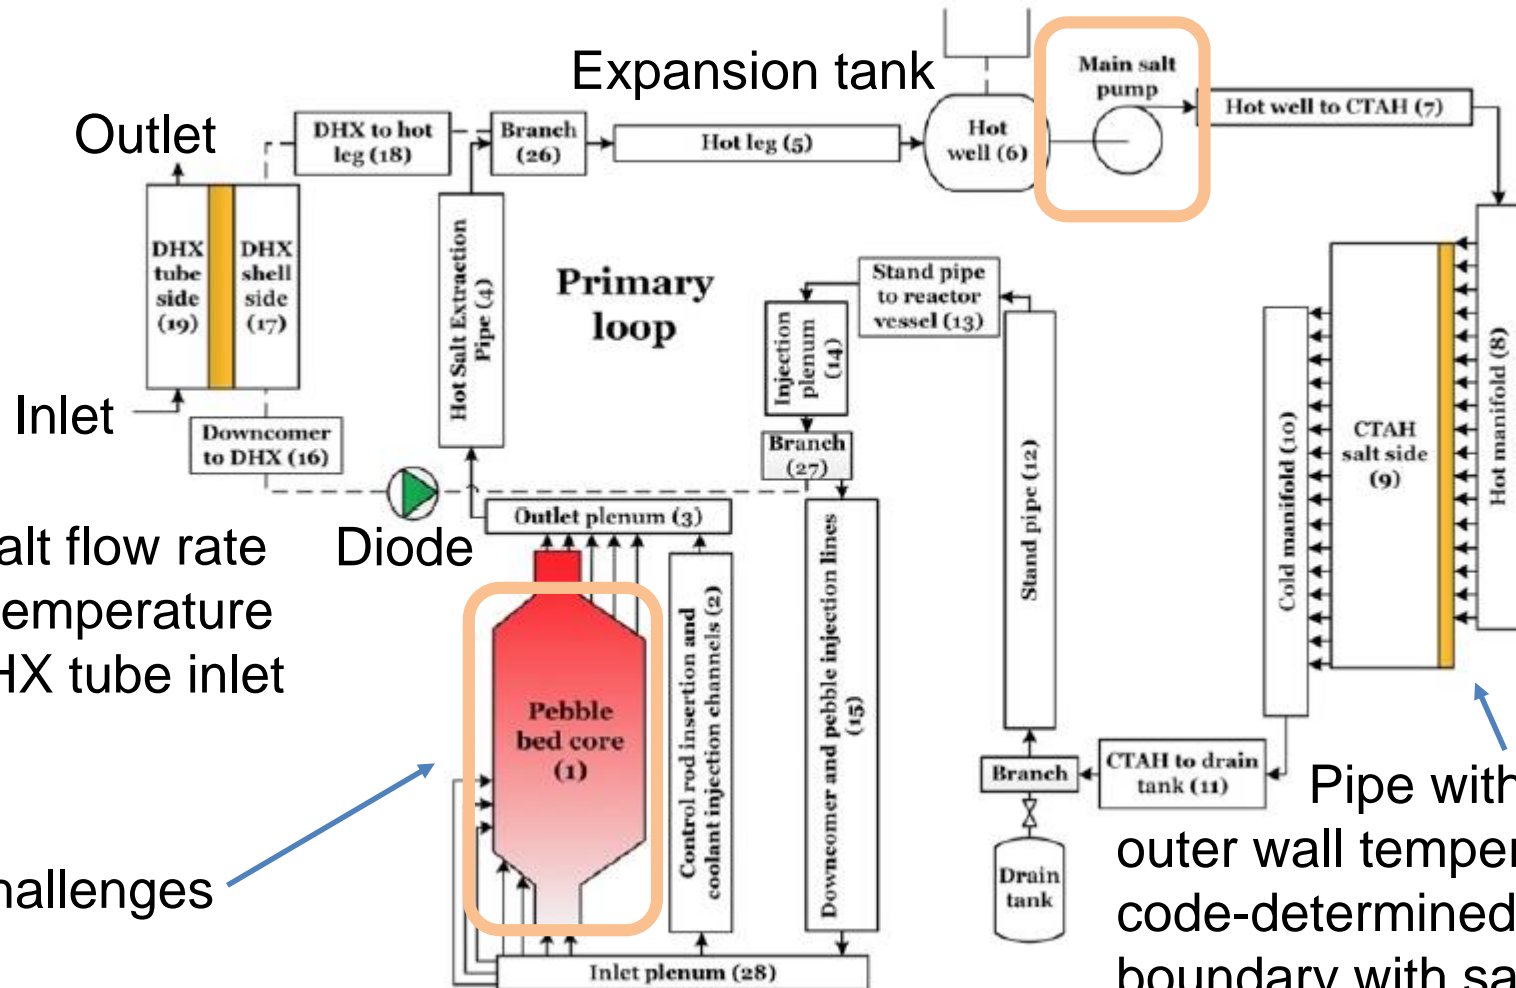 Expansion tank
Main salt
pump
Hot well to CTAH (7)
Outlet
DHX to hot
leg (18)
Branch
(26)
Hot leg (5)
Hot
well (6)
DHX
tube
side
(19)
DHX
shell
side
(17)
Hot Salt Extraction
Pipe (4)
Primary
loop
Stand pipe
to reactor
vessel (13)
Injection
plenum
(14)
Inlet
Downcomer
to DHX (16)
Branch
(27)
Stand pipe (12)
Cold manifold (10)
CTAH
salt side
(9)
Hot manifold (8)
Diode
Outlet plenum (3)
flow rate
temperature
tube inlet
Pebble
bed core
(1)
Control rod insertion and
coolant injection channels (2)
Downcomer and pebble injection lines
(15)
Branch
CTAH to drain
tank (11)
Drain
tank
Pipe with
outer wall
code-determined
boundary with
Inlet plenum (28)